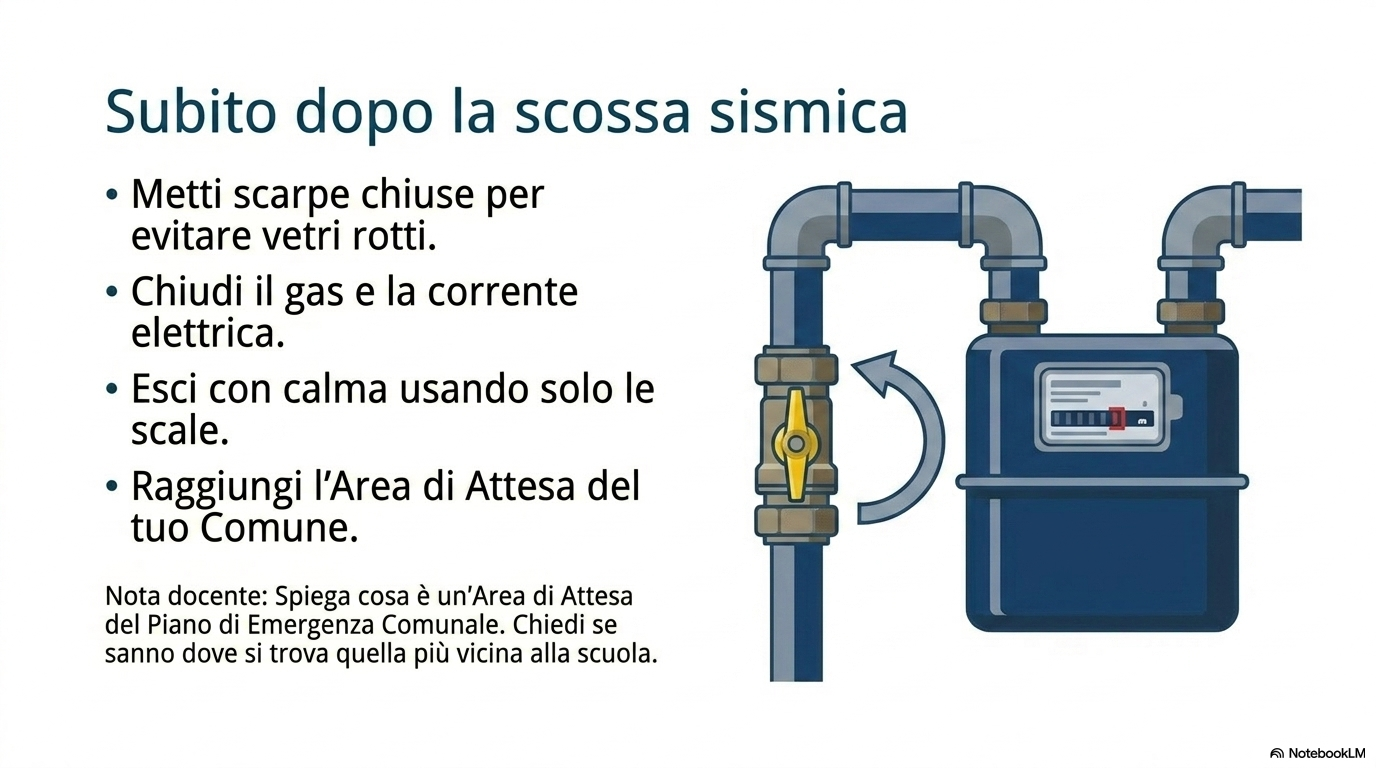 Subito dopo la scossa sismica
• Metti scarpe chiuse per
evitare vetri rotti.
• Chiudi il gas e la corrente
elettrica.
• Esci con calma usando solo le
scale.
• Raggiungi l’Area di Attesa del
tuo Comune.
Nota docente: Spiega cosa è un’Area di Attesa
del Piano di Emergenza Comunale. Chiedi se
sanno dove si trova quella più vicina alla scuola.
NotebookLM